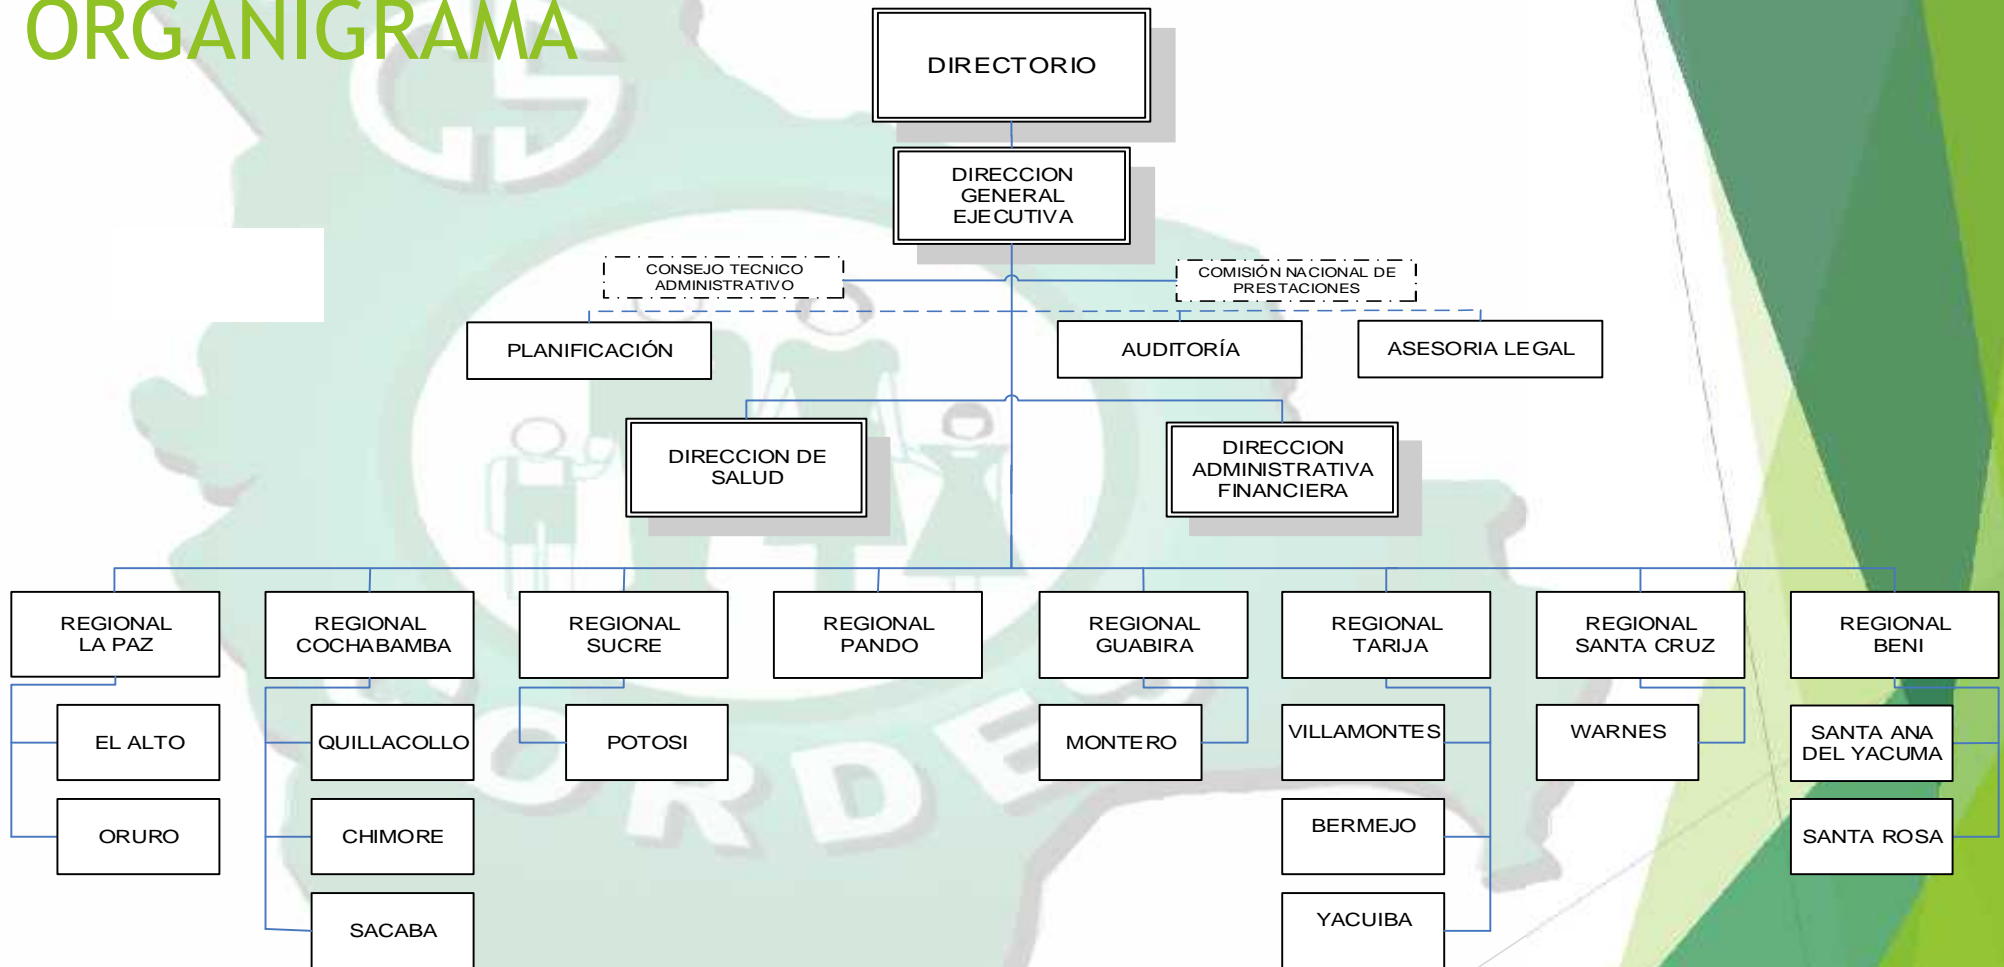 ORGANIGRAMA
CS
DIRECTORIO
DIRECCION
GENERAL
EJECUTIVA
CONSEJO TECNICO
ADMINISTRATIVO
COMISIÓN NACIONAL DE
PRESTACIONES
PLANIFICACIÓN
AUDITORÍA
ASESORIA LEGAL
DIRECCION DE
SALUD
DIRECCION
ADMINISTRATIVA
FINANCIERA
REGIONAL
LA PAZ
REGIONAL
COCHABAMBA
REGIONAL
SUCRE
REGIONAL
PANDO
REGIONAL
GUABIRA
REGIONAL
TARIJA
REGIONAL
SANTA CRUZ
REGIONAL
BENI
EL ALTO
QUILLACOLLO
POTOSI
MONTERO
VILLAMONTES
WARNES
SANTA ANA
DEL YACUMA
ORURO
CHIMORE
BERMEJO
SANTA ROSA
SACABA
YACUIBA
CORDES